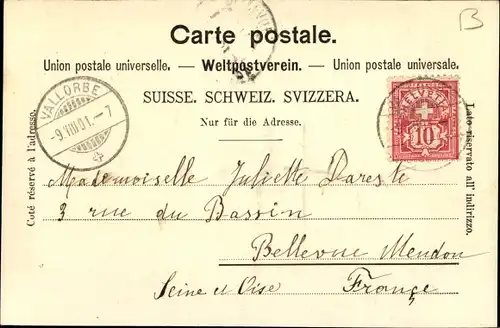 B
Carte postale.
Union postale universelle. — Weltpostverein. — Union postale universale.
SUISSE. SCHWEIZ. SVIZZERA.
Nur für die Adresse.
Côté réservé à l'adresse.
Lato riservato all' indirizzo.
VALLORBE
-9.VIII.01.-7
HELVETIA
10
Mademoiselle Juliette Dareste
3 rue du Bassin
Bellevue Meudon
Seine et Oise France